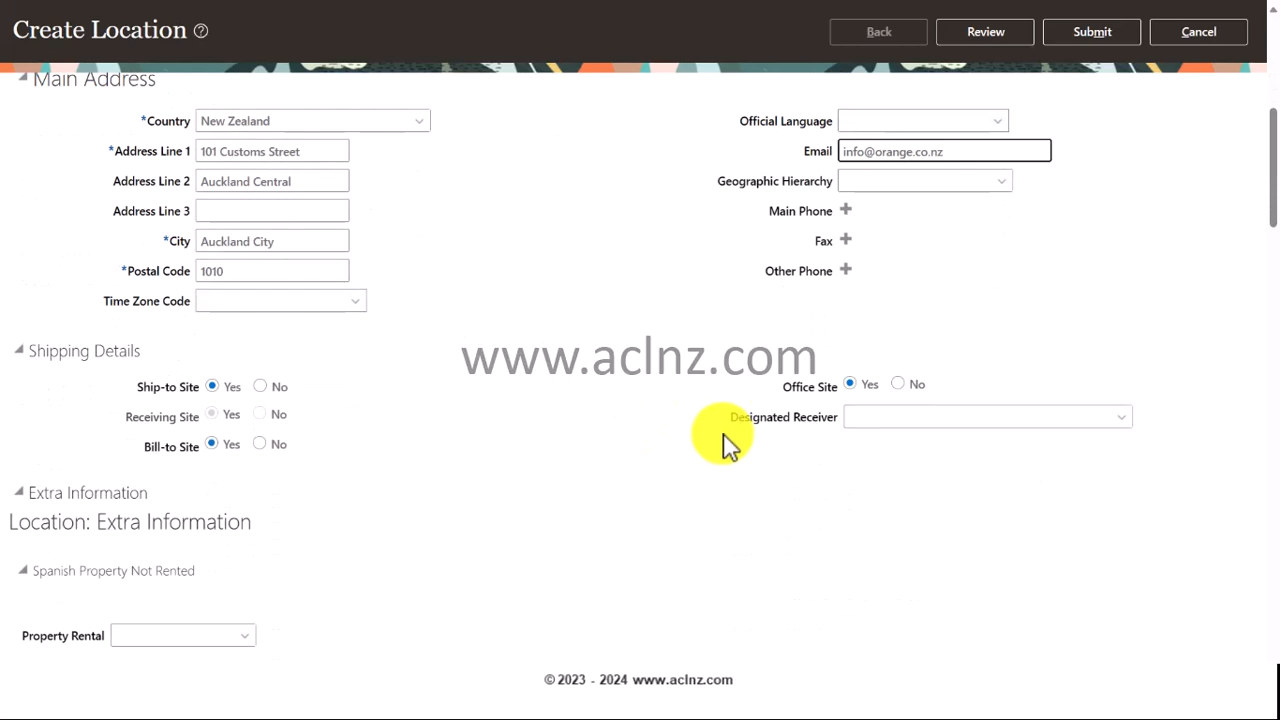 Create Location
Back
Review
Submit
Cancel
Main Address
*Country New Zealand
*Address Line 1 101 Customs Street
Address Line 2 Auckland Central
Address Line 3
*City Auckland City
*Postal Code 1010
Time Zone Code
Official Language
Email info@orange.co.nz
Geographic Hierarchy
Main Phone
Fax
Other Phone
Shipping Details
www.aclnz.com
Ship-to Site Yes No
Receiving Site Yes No
Bill-to Site Yes No
Office Site Yes No
Designated Receiver
Extra Information
Location: Extra Information
Spanish Property Not Rented
Property Rental
© 2023 - 2024 www.aclnz.com